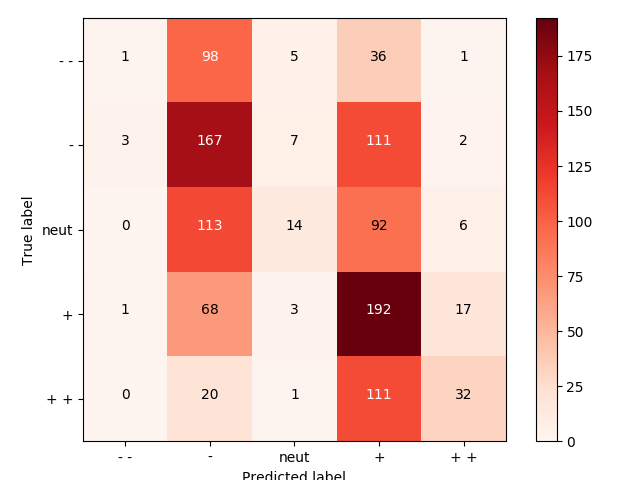 - - 1 98 5 36 1
- 3 167 7 111 2
neut 0 113 14 92 6
+ 1 68 3 192 17
+ + 0 20 1 111 32
- - - neut + + +
Predicted label
True label
175
150
125
100
75
50
25
0